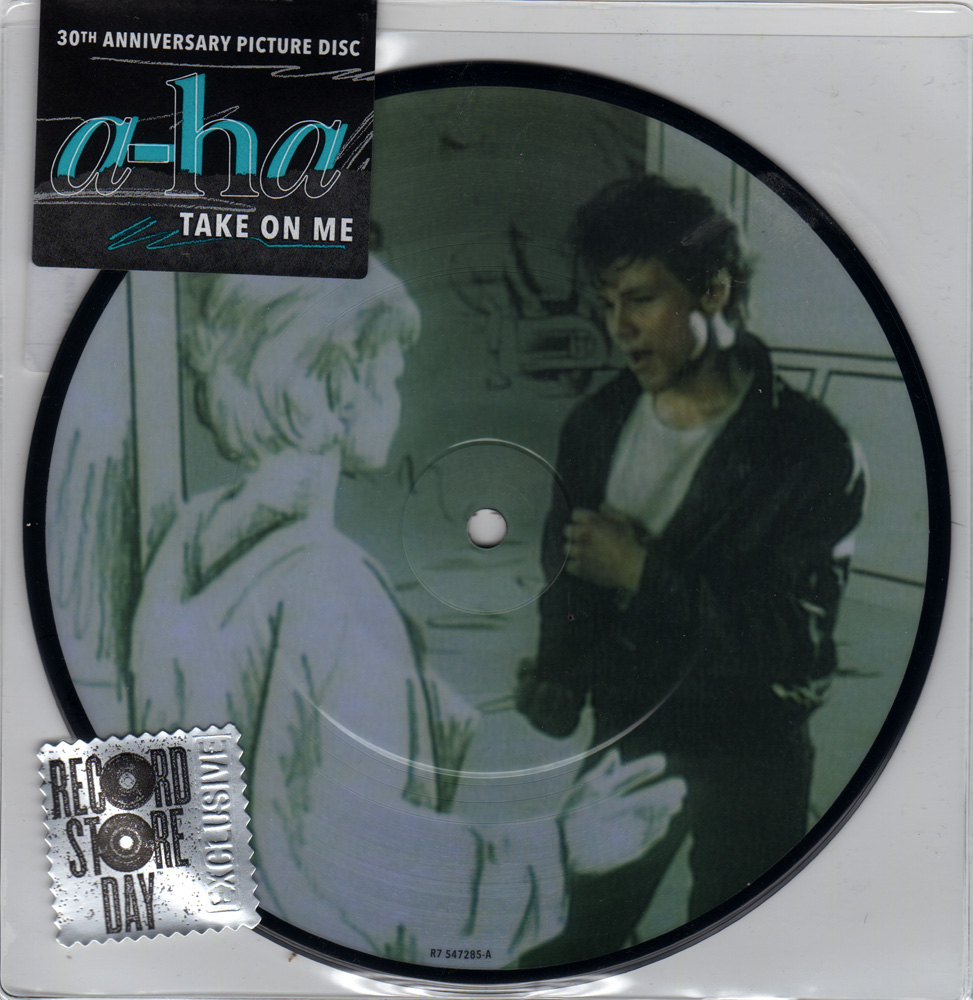 30TH ANNIVERSARY PICTURE DISC
a-ha
TAKE ON ME
RECORD
STORE
DAY
EXCLUSIVE
R7 547285-A